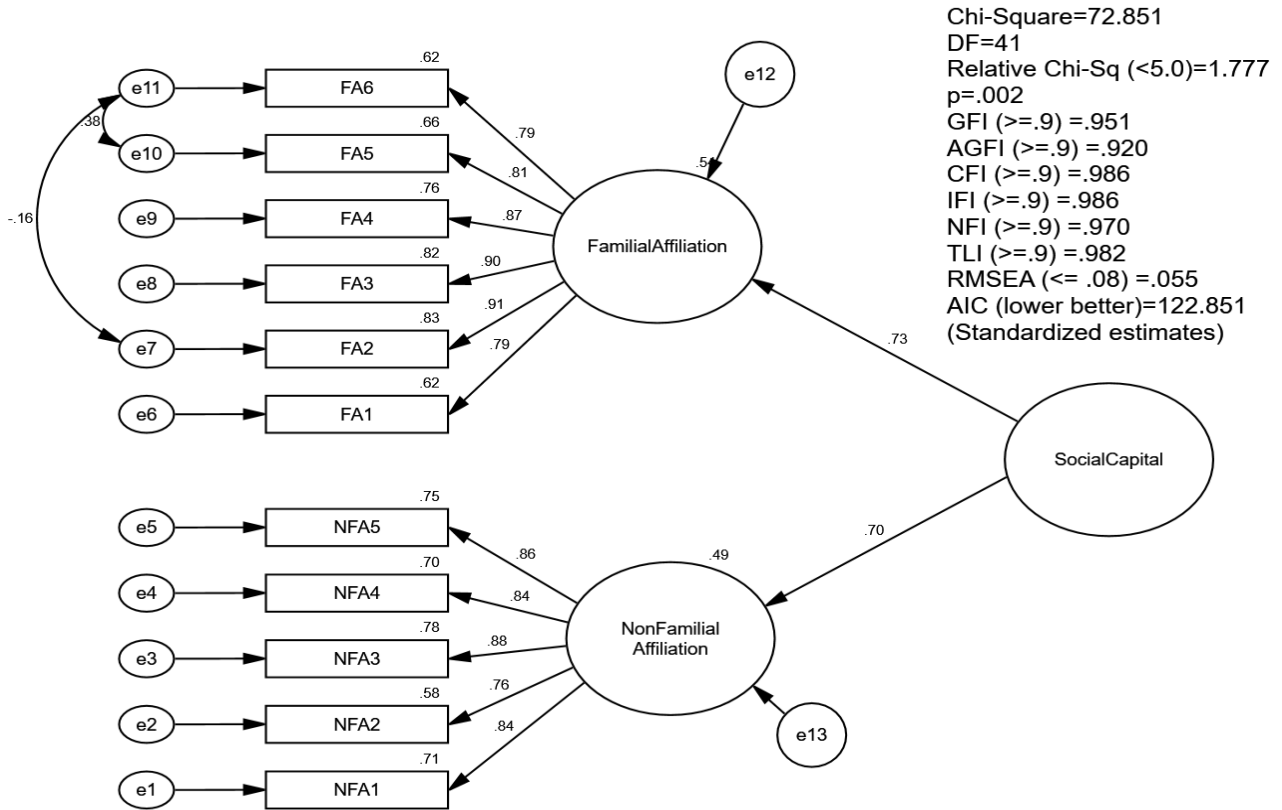 Chi-Square=72.851
DF=41
Relative Chi-Sq (<5.0)=1.777
p=.002
GFI (>=.9) =.951
AGFI (>=.9) =.920
CFI (>=.9) =.986
IFI (>=.9) =.986
NFI (>=.9) =.970
TLI (>=.9) =.982
RMSEA (<= .08) =.055
AIC (lower better)=122.851
(Standardized estimates)
.62
e11
FA6
e12
.79
.38
.66
e10
FA5
.81
.54
.76
-.16
e9
FA4
.87
FamilialAffiliation
.82
e8
FA3
.90
.83
.91
e7
FA2
.79
.73
.62
e6
FA1
SocialCapital
.75
e5
NFA5
.86
.70
.70
.49
e4
NFA4
.84
.78
NonFamilial
Affiliation
e3
NFA3
.88
.58
.76
e2
NFA2
.84
e13
.71
e1
NFA1